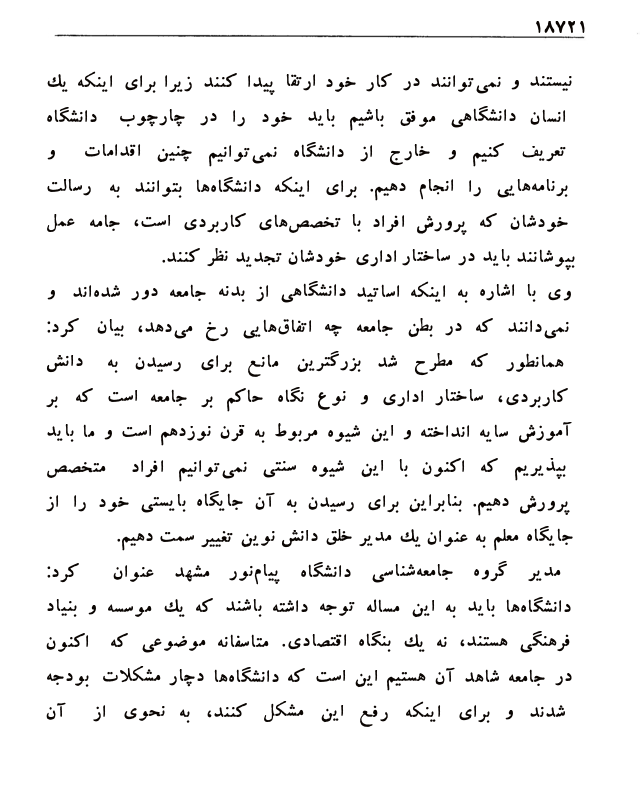 ۱۸۷۲۱
نیستند و نمی‌توانند در کار خود ارتقا پیدا کنند زیرا برای اینکه یك
انسان دانشگاهی موفق باشیم باید خود را در چارچوب دانشگاه
تعریف کنیم و خارج از دانشگاه نمی‌توانیم چنین اقدامات و
برنامه‌هایی را انجام دهیم. برای اینکه دانشگاه‌ها بتوانند به رسالت
خودشان که پرورش افراد با تخصص‌های کاربردی است، جامه عمل
بپوشانند باید در ساختار اداری خودشان تجدید نظر کنند.
وی با اشاره به اینکه اساتید دانشگاهی از بدنه جامعه دور شده‌اند و
نمی‌دانند که در بطن جامعه چه اتفاق‌هایی رخ می‌دهد، بیان کرد:
همانطور که مطرح شد بزرگترین مانع برای رسیدن به دانش
کاربردی، ساختار اداری و نوع نگاه حاکم بر جامعه است که بر
آموزش سایه انداخته و این شیوه مربوط به قرن نوزدهم است و ما باید
بپذیریم که اکنون با این شیوه سنتی نمی‌توانیم افراد متخصص
پرورش دهیم. بنابراین برای رسیدن به آن جایگاه بایستی خود را از
جایگاه معلم به عنوان یك مدیر خلق دانش نوین تغییر سمت دهیم.
مدیر گروه جامعه‌شناسی دانشگاه پیام‌نور مشهد عنوان کرد:
دانشگاه‌ها باید به این مساله توجه داشته باشند که یك موسسه و بنیاد
فرهنگی هستند، نه یك بنگاه اقتصادی. متاسفانه موضوعی که اکنون
در جامعه شاهد آن هستیم این است که دانشگاه‌ها دچار مشکلات بودجه
شدند و برای اینکه رفع این مشکل کنند، به نحوی از آن